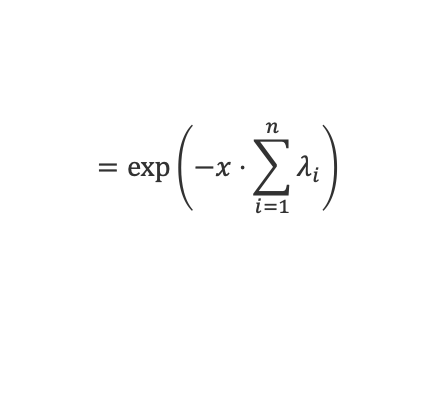 = exp(−x · ∑_{i=1}^{n} λ_i)